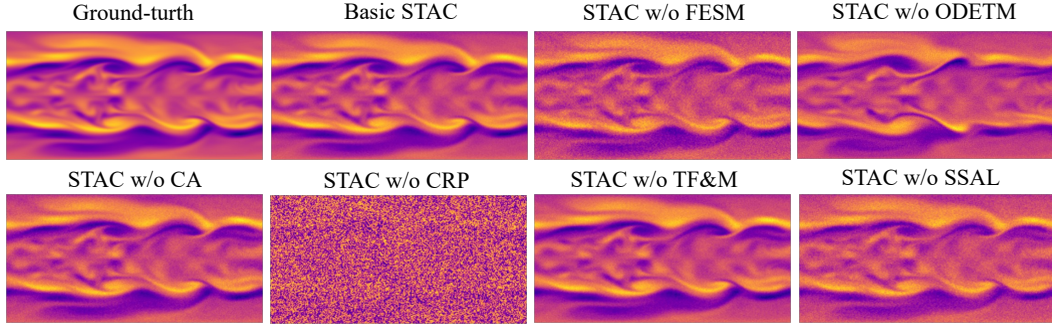 Ground-turth
Basic STAC
STAC w/o FESM
STAC w/o ODETM
STAC w/o CA
STAC w/o CRP
STAC w/o TF&M
STAC w/o SSAL